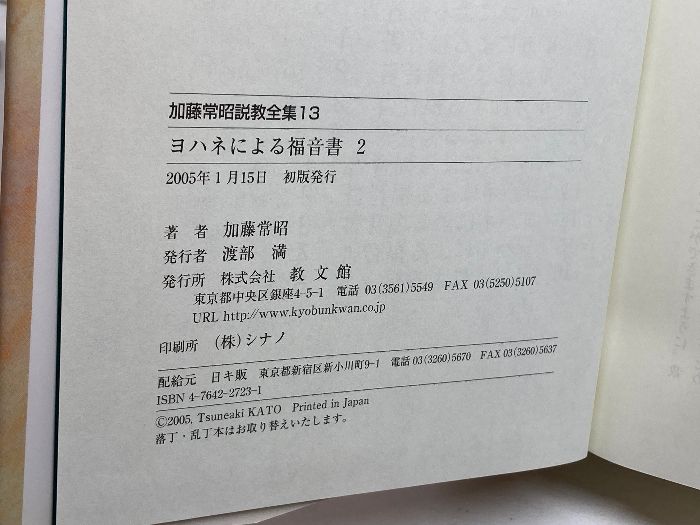 加藤常昭説教全集13
ヨハネによる福音書 2
2005年1月15日 初版発行
著 者 加藤常昭
発行者 渡部 満
発行所 株式会社 教文館
東京都中央区銀座4-5-1 電話 03(3561)5549 FAX 03(5250)5107
URL http://www.kyobunkwan.co.jp
印刷所 (株)シナノ
配給元 日キ販 東京都新宿区新小川町9-1 電話03(3260)5670 FAX03(3260)5637
ISBN 4-7642-2723-1
©2005, Tsuneaki KATO Printed in Japan
落丁・乱丁本はお取り替えいたします。